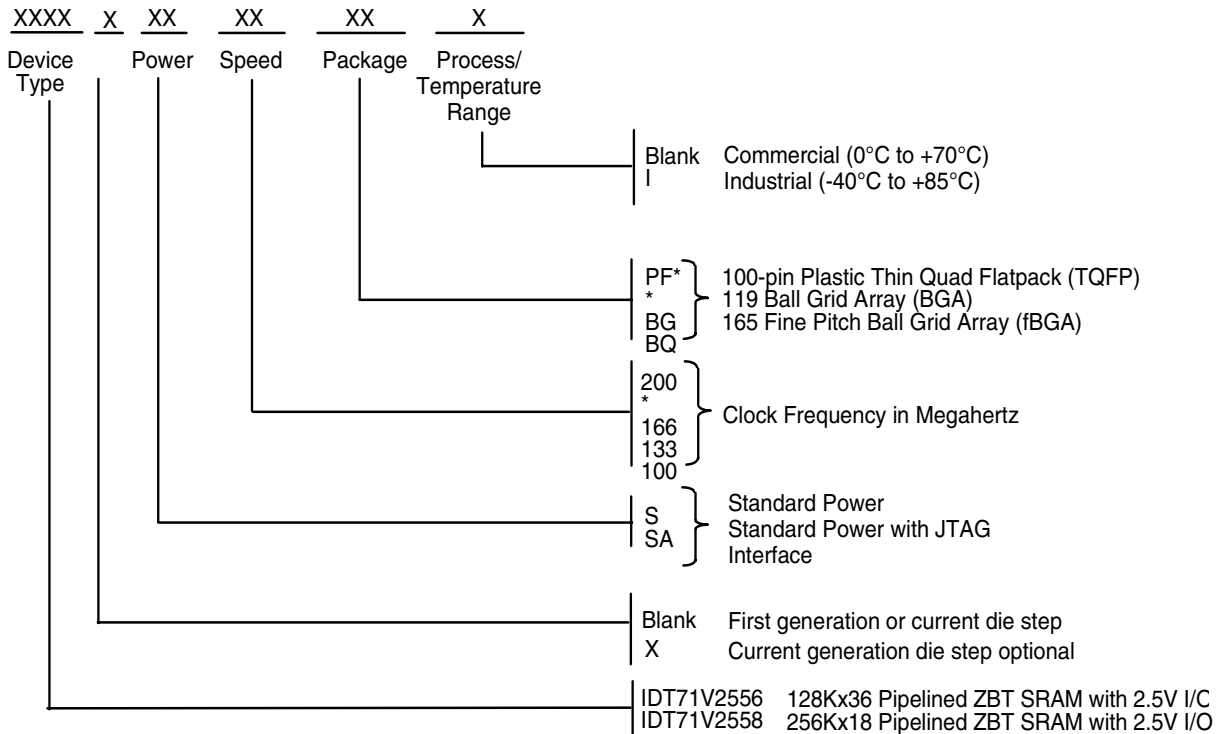 XXXX X XX XX XX X
Device Type Power Speed Package Process/ Temperature Range
Blank Commercial (0°C to +70°C)
I Industrial (-40°C to +85°C)
PF* 100-pin Plastic Thin Quad Flatpack (TQFP)
* 119 Ball Grid Array (BGA)
BG 165 Fine Pitch Ball Grid Array (fBGA)
BQ
200
*
166
133
100
Clock Frequency in Megahertz
S Standard Power
SA Standard Power with JTAG
Interface
Blank First generation or current die step
X Current generation die step optional
IDT71V2556 128Kx36 Pipelined ZBT SRAM with 2.5V I/O
IDT71V2558 256Kx18 Pipelined ZBT SRAM with 2.5V I/O